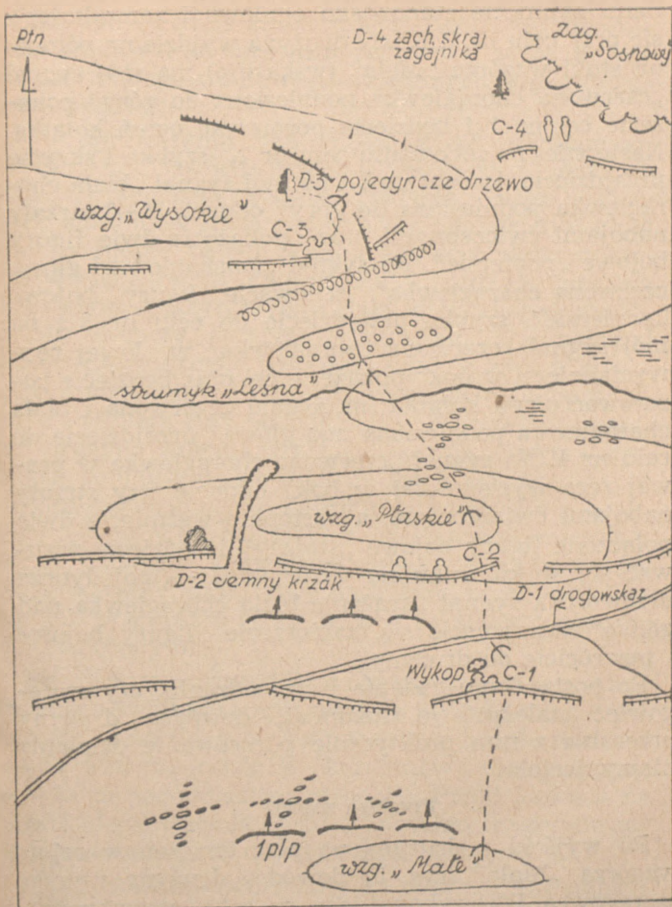 Płn
D-4 zach. skraj
zagajnika
Zag.
„Sosnowy"
C-4
D-3 pojedyncze drzewo
wzg. „Wysokie"
C-3
strumyk „Leśna"
wzg. „Płaskie"
C-2
D-2 ciemny krzak
D-1 drogowskaz
Wykop
C-1
1plp
wzg. „Małe"